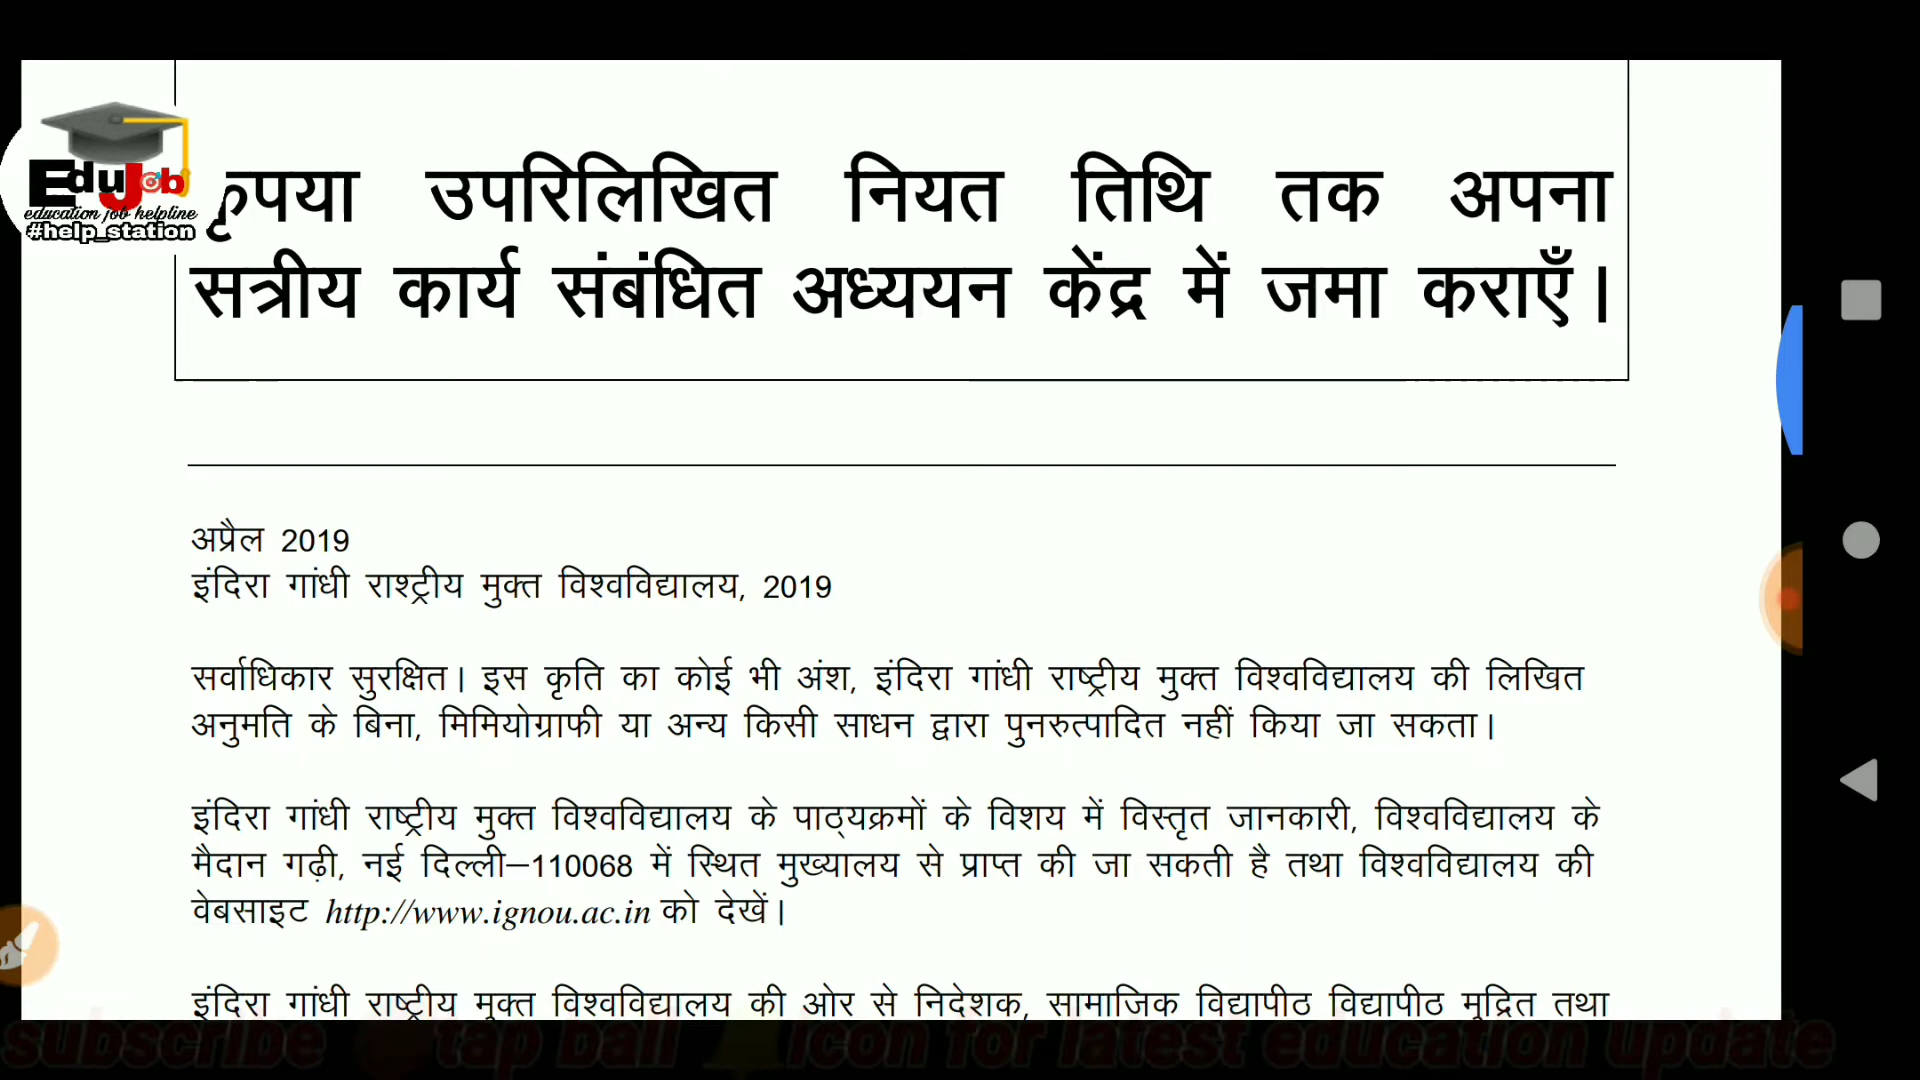 EduJob
education job helpline
#help_station
कृपया उपरिलिखित नियत तिथि तक अपना
सत्रीय कार्य संबंधित अध्ययन केंद्र में जमा कराएँ।
अप्रैल 2019
इंदिरा गांधी राश्ट्रीय मुक्त विश्वविद्यालय, 2019
सर्वाधिकार सुरक्षित। इस कृति का कोई भी अंश, इंदिरा गांधी राष्ट्रीय मुक्त विश्वविद्यालय की लिखित
अनुमति के बिना, मिमियोग्राफी या अन्य किसी साधन द्वारा पुनरुत्पादित नहीं किया जा सकता।
इंदिरा गांधी राष्ट्रीय मुक्त विश्वविद्यालय के पाठ्यक्रमों के विशय में विस्तृत जानकारी, विश्वविद्यालय के
मैदान गढ़ी, नई दिल्ली–110068 में स्थित मुख्यालय से प्राप्त की जा सकती है तथा विश्वविद्यालय की
वेबसाइट http://www.ignou.ac.in को देखें।
इंदिरा गांधी राष्ट्रीय मुक्त विश्वविद्यालय की ओर से निदेशक, सामाजिक विद्यापीठ विद्यापीठ मुद्रित तथा
subscribe tap ball icon for latest education update